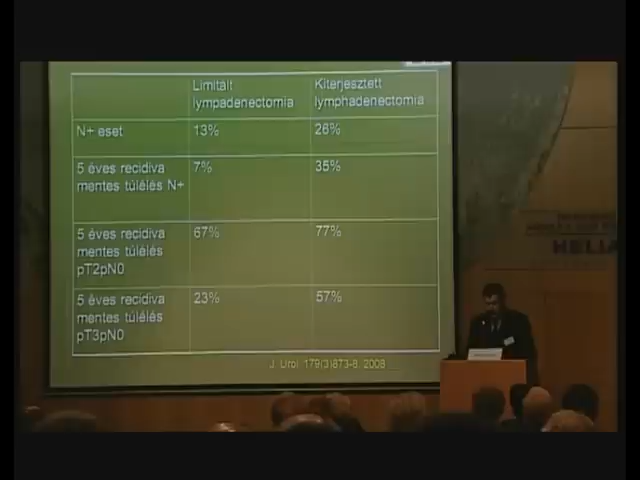 Limitált
lympadenectomia
Kiterjesztett
lymphadenectomia
N+ eset
13%
26%
5 éves recidiva
mentes túlélés N+
7%
35%
5 éves recidiva
mentes túlélés
pT2pN0
67%
77%
5 éves recidiva
mentes túlélés
pT3pN0
23%
57%
J. Urol. 179(3)873-8. 2008
HELIA